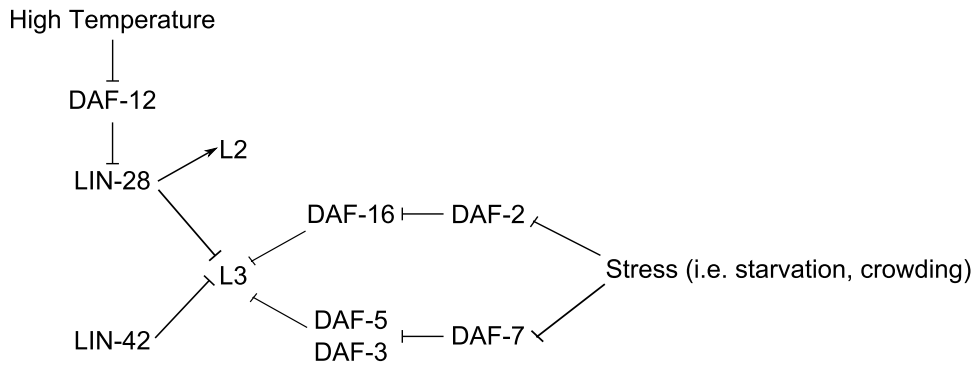 High Temperature
DAF-12
L2
LIN-28
DAF-16
DAF-2
L3
Stress (i.e. starvation, crowding)
DAF-5
DAF-3
DAF-7
LIN-42